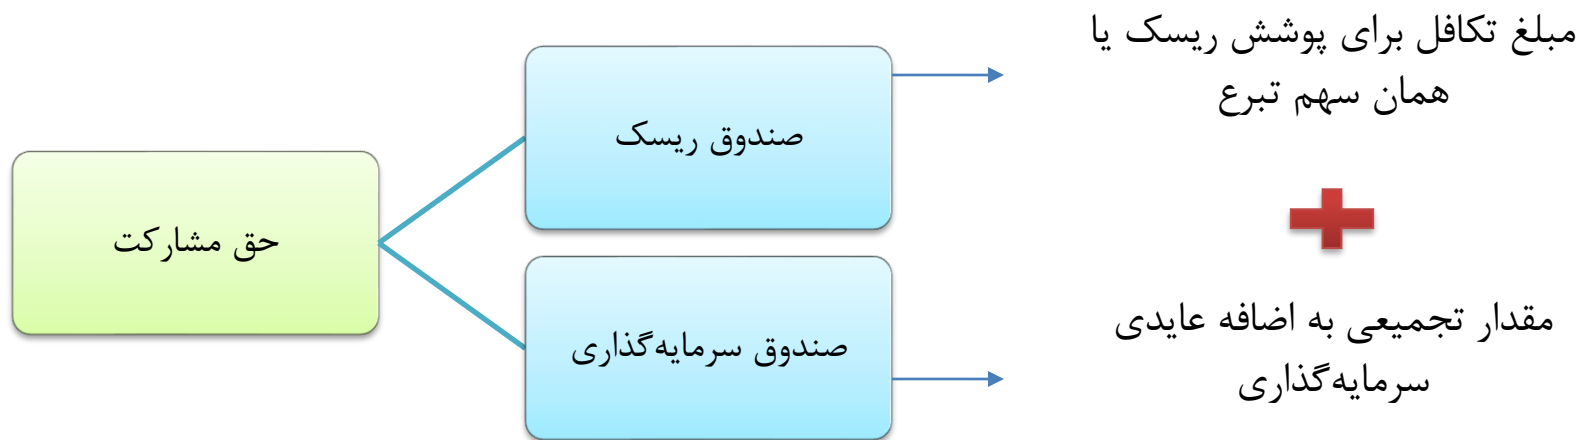 مبلغ تکافل برای پوشش ریسک یا
همان سهم تبرع
صندوق ریسک
حق مشارکت
صندوق سرمایه‌گذاری
مقدار تجمیعی به اضافه عایدی
سرمایه‌گذاری